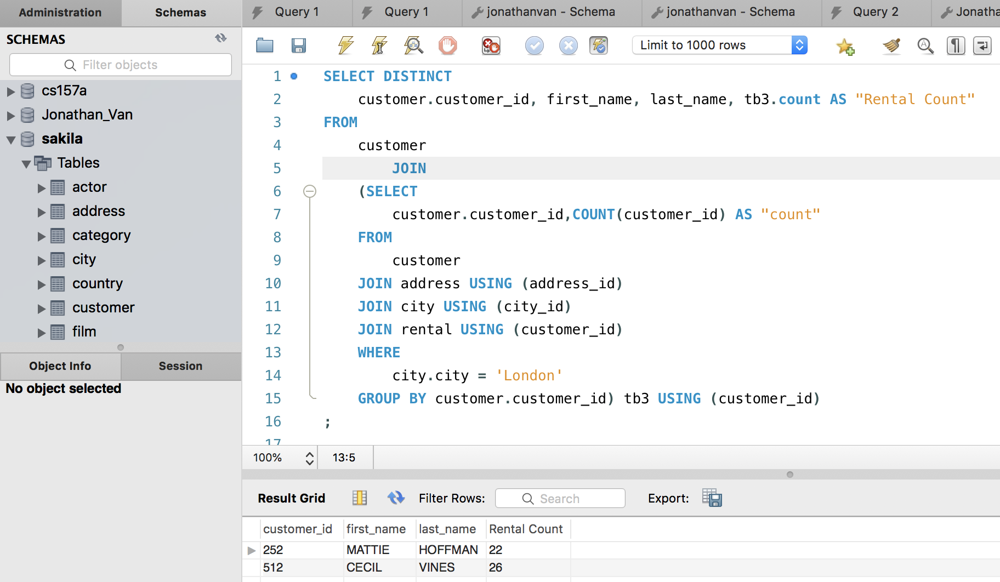 Administration
Schemas
Query 1
Query 1
jonathanvan - Schema
jonathanvan - Schema
Query 2
Jonatha
SCHEMAS
Filter objects
Limit to 1000 rows
cs157a
Jonathan_Van
sakila
Tables
actor
address
category
city
country
customer
film
Object Info
Session
No object selected
1 SELECT DISTINCT
2 customer.customer_id, first_name, last_name, tb3.count AS "Rental Count"
3 FROM
4 customer
5 JOIN
6 (SELECT
7 customer.customer_id,COUNT(customer_id) AS "count"
8 FROM
9 customer
10 JOIN address USING (address_id)
11 JOIN city USING (city_id)
12 JOIN rental USING (customer_id)
13 WHERE
14 city.city = 'London'
15 GROUP BY customer.customer_id) tb3 USING (customer_id)
16 ;
17
100%
13:5
Result Grid
Filter Rows:
Search
Export:
customer_id first_name last_name Rental Count
252 MATTIE HOFFMAN 22
512 CECIL VINES 26